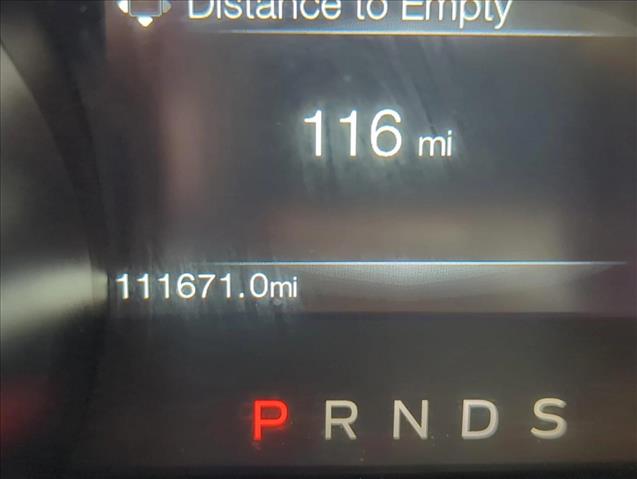 Distance to Empty
116 mi
111671.0mi
P R N D S